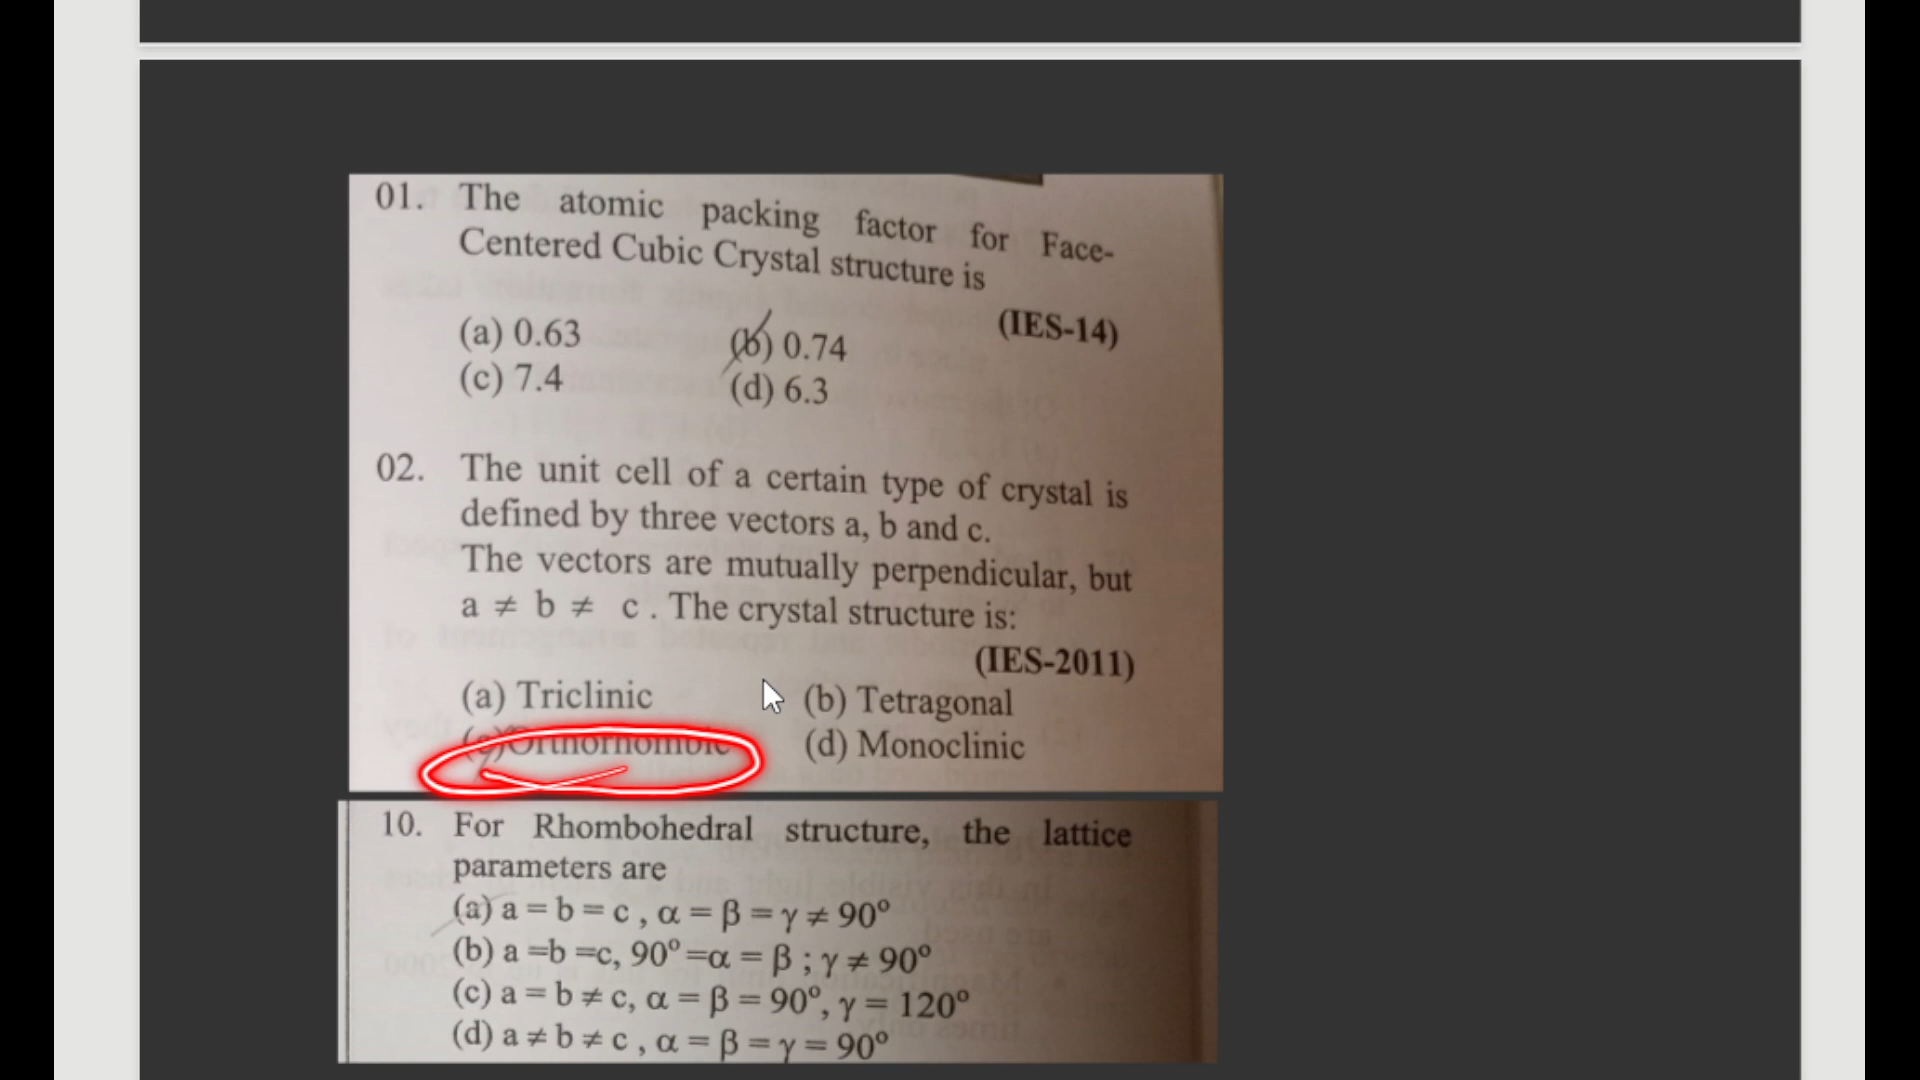 01. The atomic packing factor for Face-
Centered Cubic Crystal structure is
(IES-14)
(a) 0.63 (b) 0.74
(c) 7.4 (d) 6.3
02. The unit cell of a certain type of crystal is
defined by three vectors a, b and c.
The vectors are mutually perpendicular, but
a ≠ b ≠ c. The crystal structure is:
(IES-2011)
(a) Triclinic (b) Tetragonal
(c) Orthorhombic (d) Monoclinic
10. For Rhombohedral structure, the lattice
parameters are
(a) a = b = c , α = β = γ ≠ 90°
(b) a =b =c, 90° =α = β ; γ ≠ 90°
(c) a = b ≠ c, α = β = 90°, γ = 120°
(d) a ≠ b ≠ c , α = β = γ = 90°